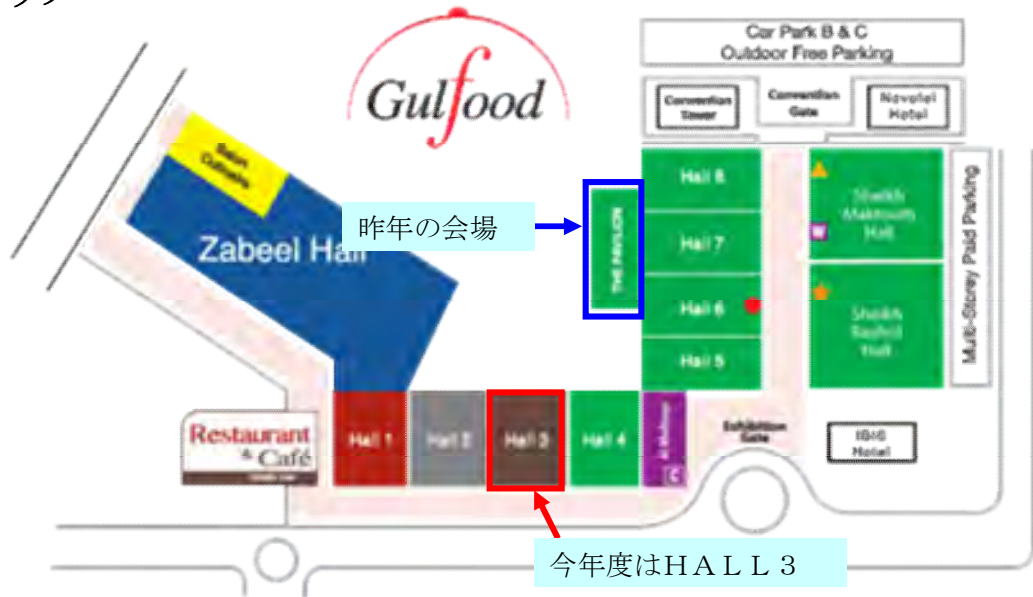 Car Park B & C
Outdoor Free Parking
Gulfood
Convention
Tower
Convention
Gate
Novotel
Hotel
Salon
Culinaire
Zabeel Hall
昨年の会場
THE PAVILION
Hall 8
Hall 7
Hall 6
Hall 5
Sheikh
Maktoum
Hall
Sheikh
Rashid
Hall
Multi-Storey Paid Parking
Restaurant
& Café
Hall 1
Hall 2
Hall 3
Hall 4
C
Exhibition
Gate
IBIS
Hotel
今年度はHALL3